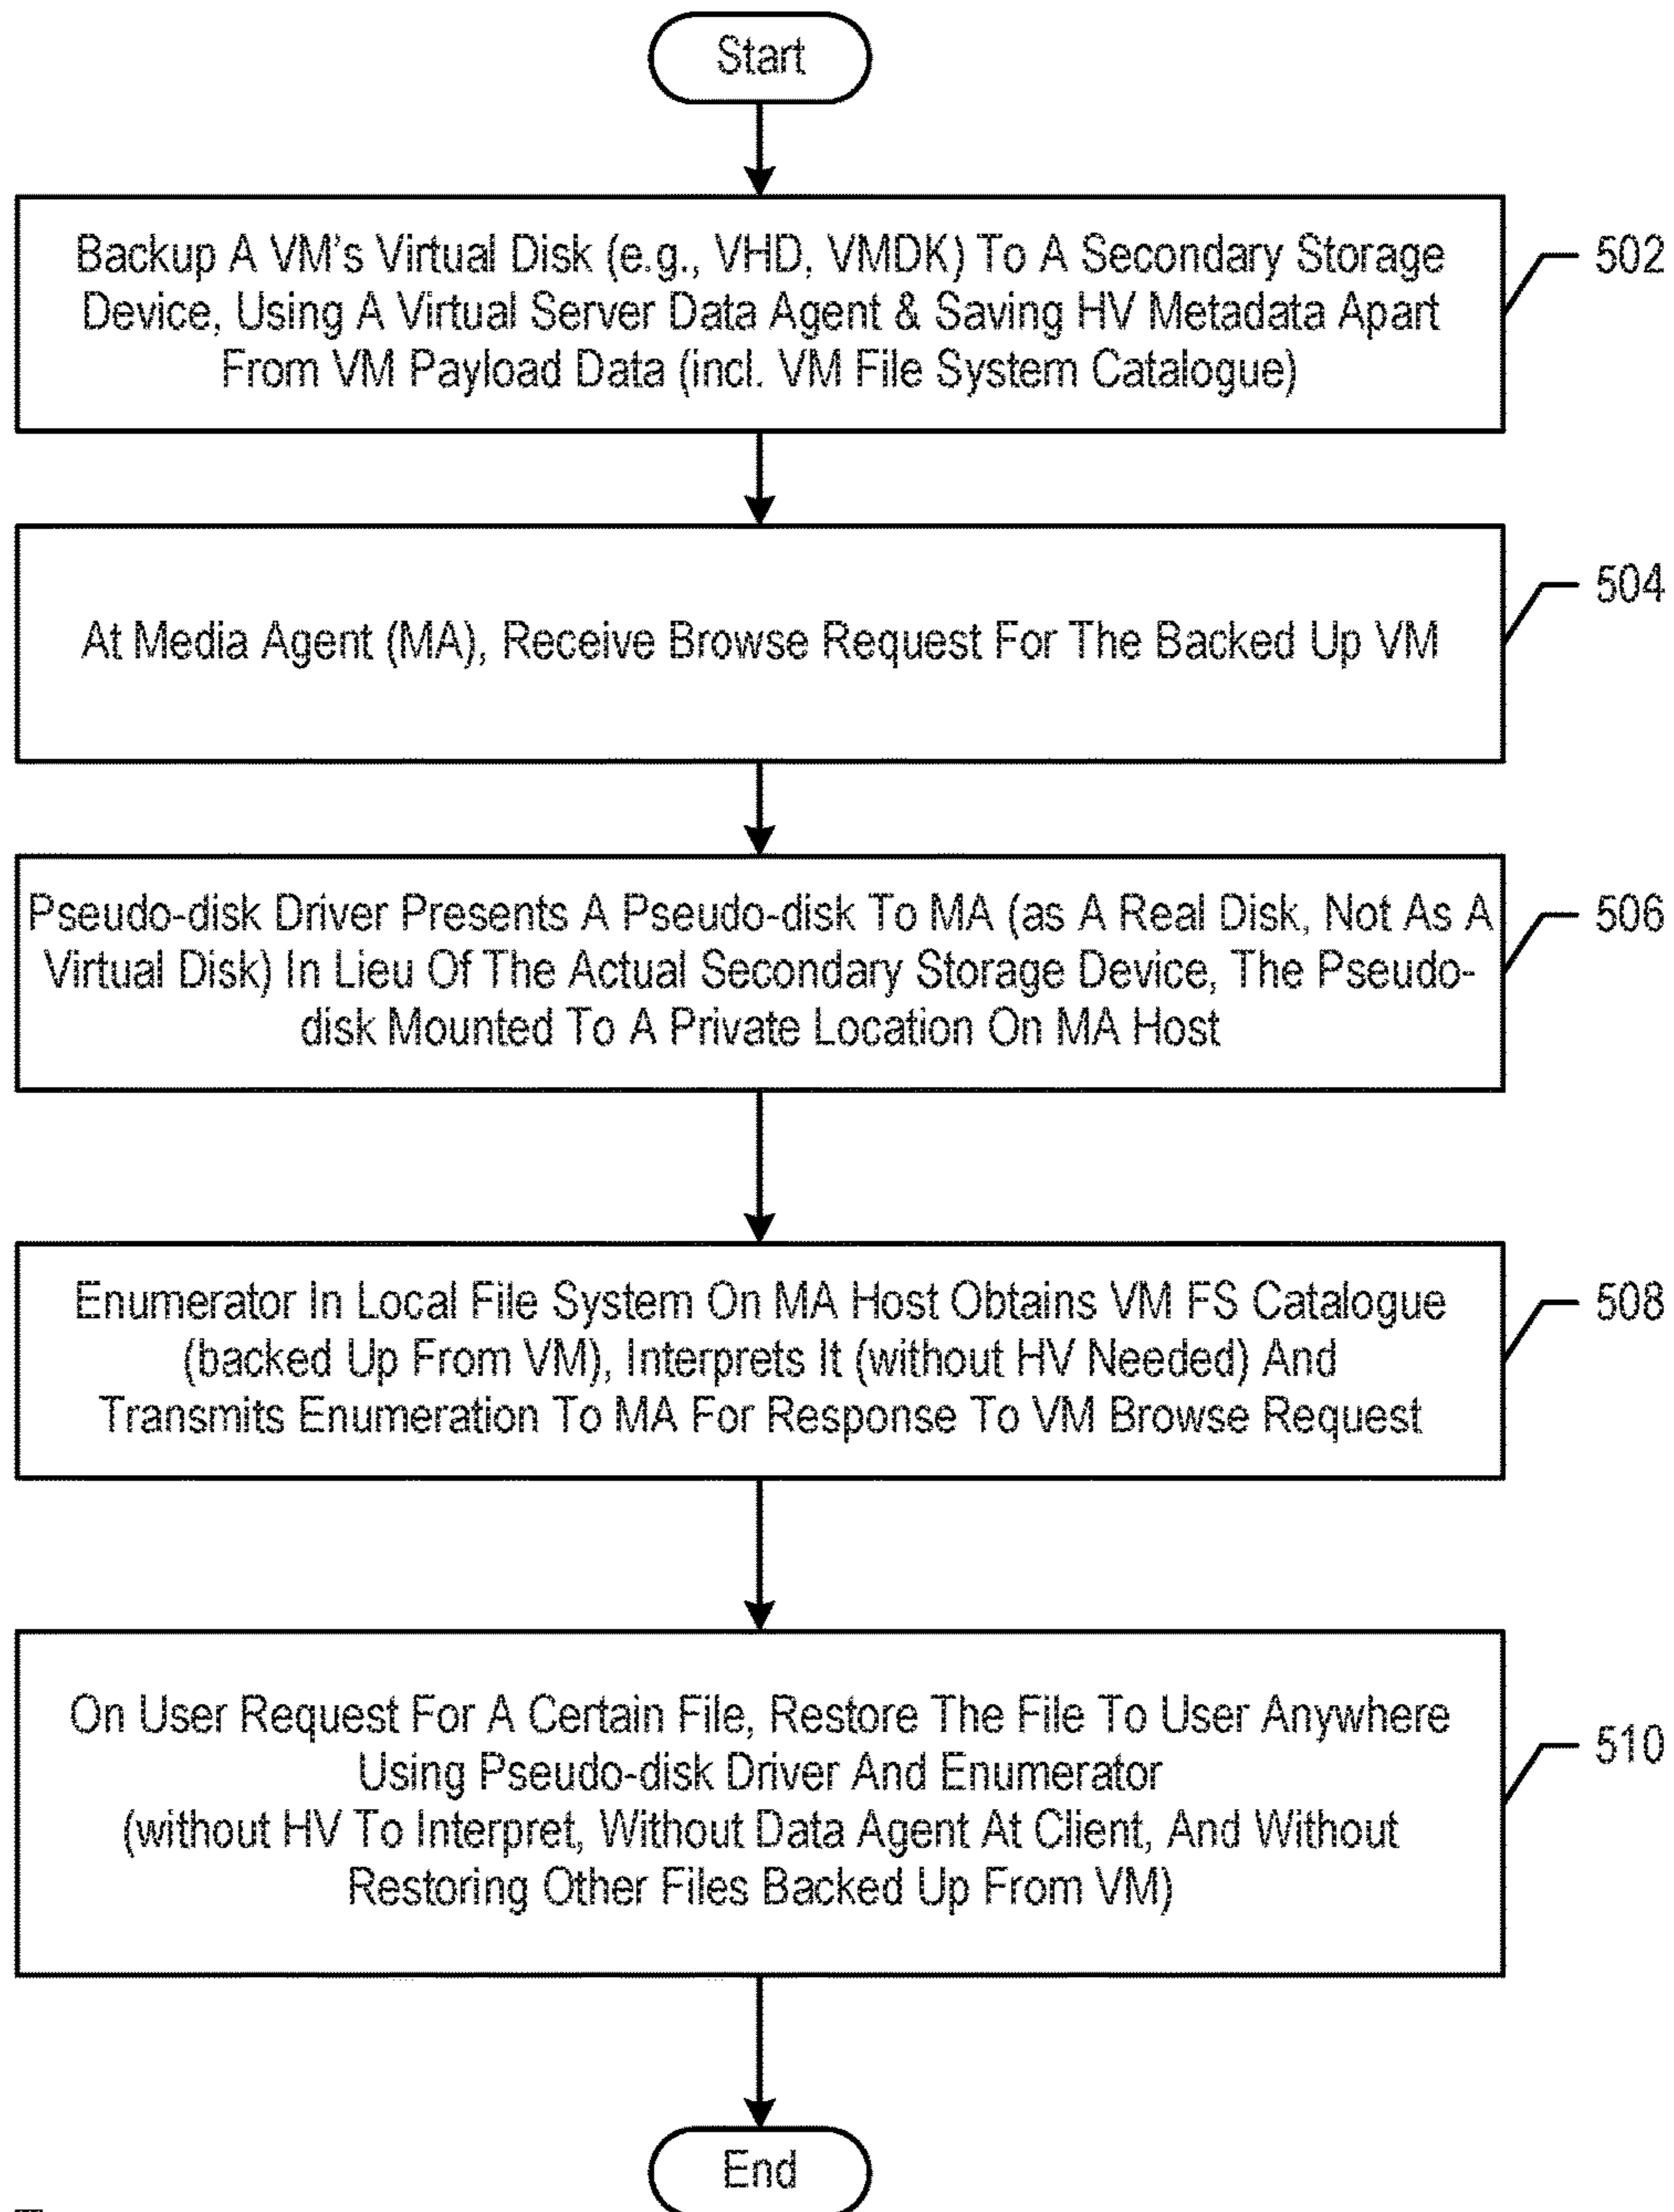 Start
Backup A VM's Virtual Disk (e.g., VHD, VMDK) To A Secondary Storage
Device, Using A Virtual Server Data Agent & Saving HV Metadata Apart
From VM Payload Data (incl. VM File System Catalogue)
502
At Media Agent (MA), Receive Browse Request For The Backed Up VM
504
Pseudo-disk Driver Presents A Pseudo-disk To MA (as A Real Disk, Not As A
Virtual Disk) In Lieu Of The Actual Secondary Storage Device, The Pseudo-
disk Mounted To A Private Location On MA Host
506
Enumerator In Local File System On MA Host Obtains VM FS Catalogue
(backed Up From VM), Interprets It (without HV Needed) And
Transmits Enumeration To MA For Response To VM Browse Request
508
On User Request For A Certain File, Restore The File To User Anywhere
Using Pseudo-disk Driver And Enumerator
(without HV To Interpret, Without Data Agent At Client, And Without
Restoring Other Files Backed Up From VM)
510
End